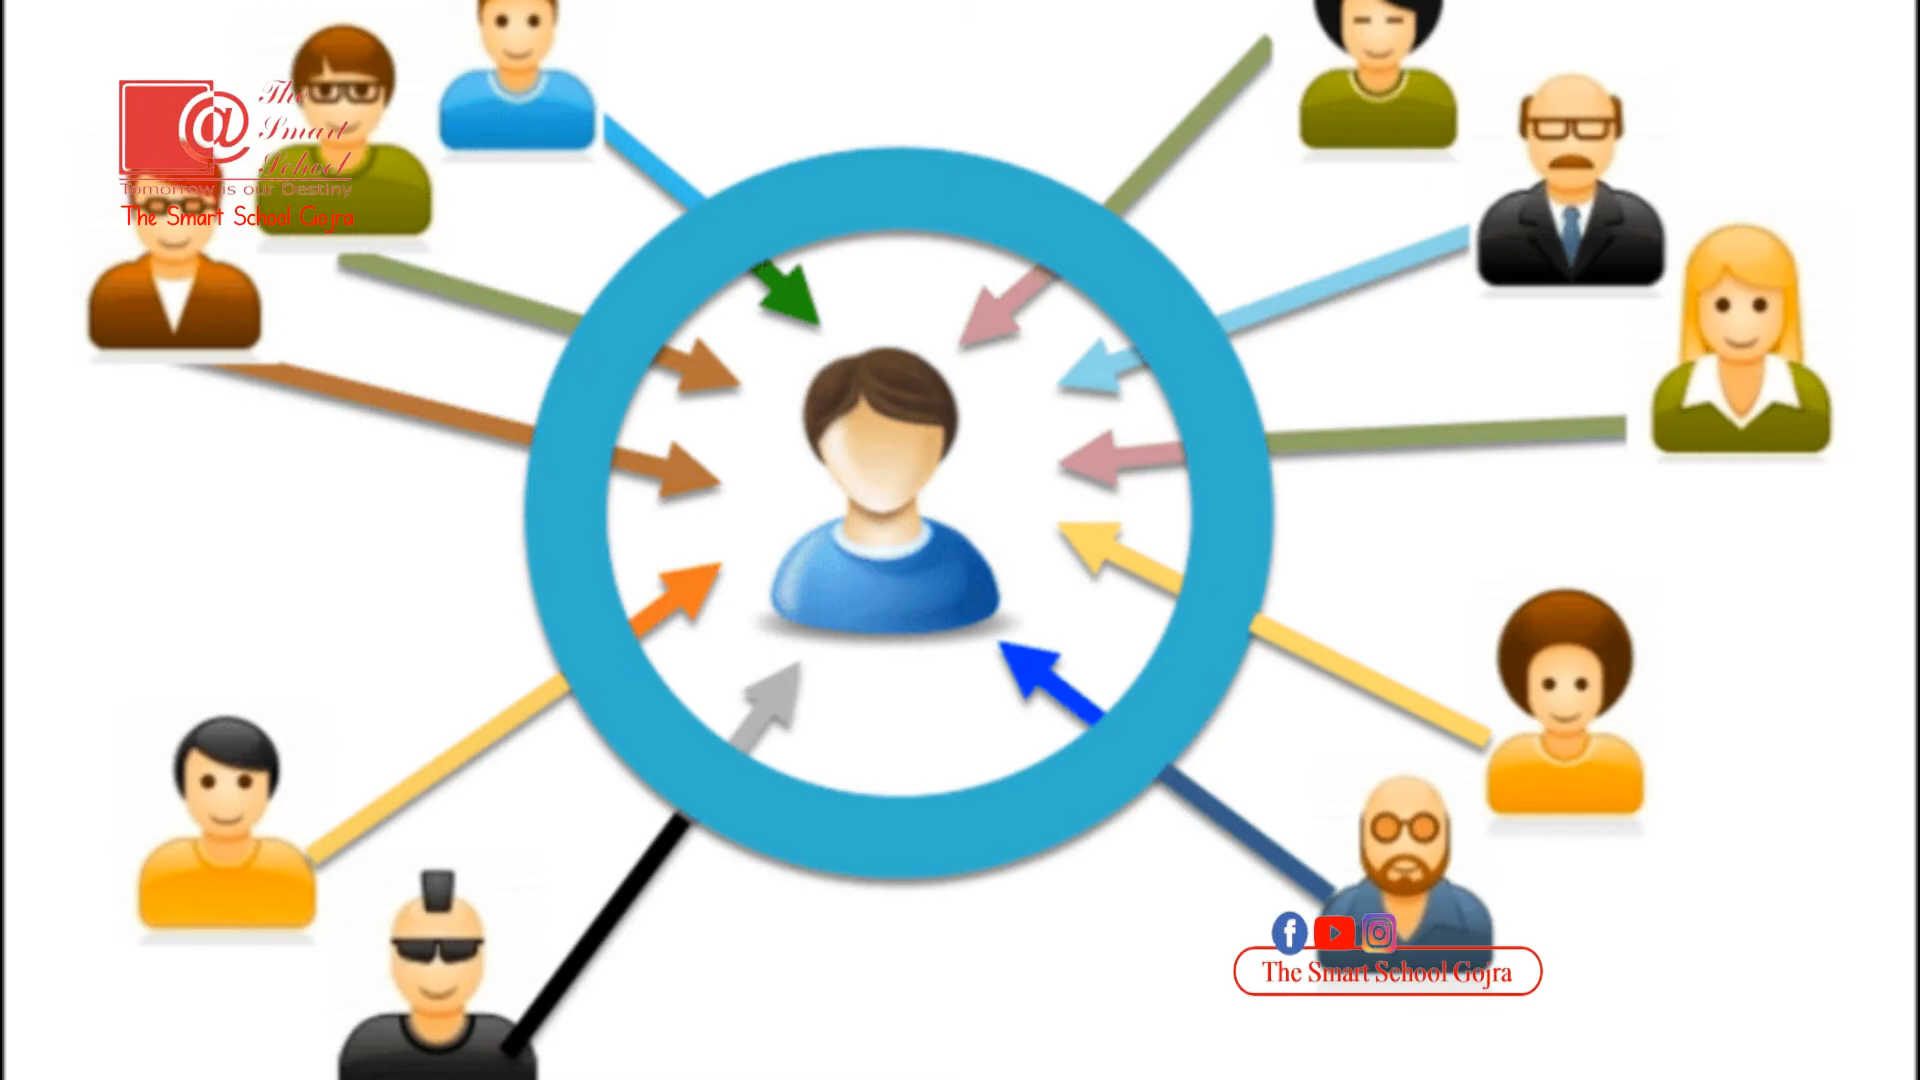 @ The
Smart
School
Tomorrow is our Destiny
The Smart School Gojra
The Smart School Gojra